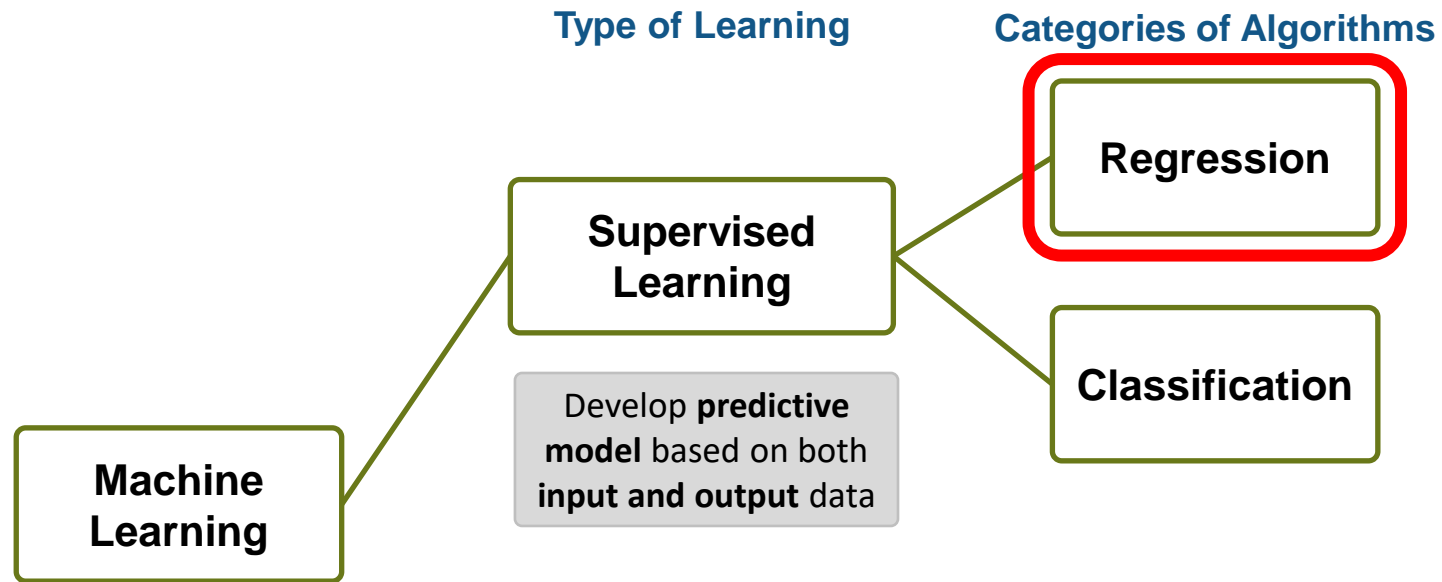 Type of Learning
Categories of Algorithms
Regression
Supervised
Learning
Classification
Develop predictive
model based on both
input and output data
Machine
Learning